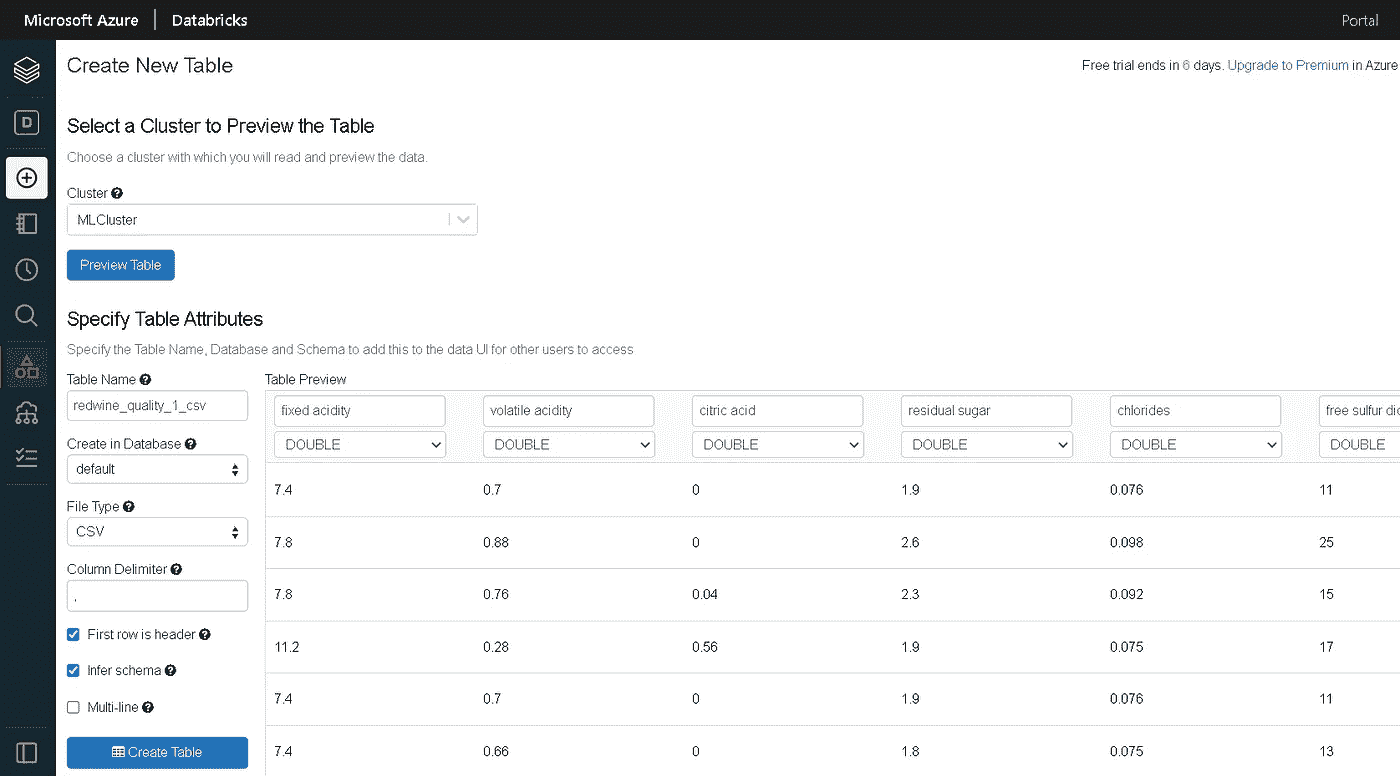 Microsoft Azure | Databricks Portal
Create New Table
Free trial ends in 6 days. Upgrade to Premium in Azure
D
Select a Cluster to Preview the Table
Choose a cluster with which you will read and preview the data.
Cluster ?
MLCluster
Preview Table
Specify Table Attributes
Specify the Table Name, Database and Schema to add this to the data UI for other users to access
Table Name ?
redwine_quality_1_csv
Create in Database ?
default
File Type ?
CSV
Column Delimiter ?
,
First row is header ?
Infer schema ?
Multi-line ?
Create Table
Table Preview
fixed acidity volatile acidity citric acid residual sugar chlorides free sulfur dio
DOUBLE DOUBLE DOUBLE DOUBLE DOUBLE DOUBLE
7.4 0.7 0 1.9 0.076 11
7.8 0.88 0 2.6 0.098 25
7.8 0.76 0.04 2.3 0.092 15
11.2 0.28 0.56 1.9 0.075 17
7.4 0.7 0 1.9 0.076 11
7.4 0.66 0 1.8 0.075 13